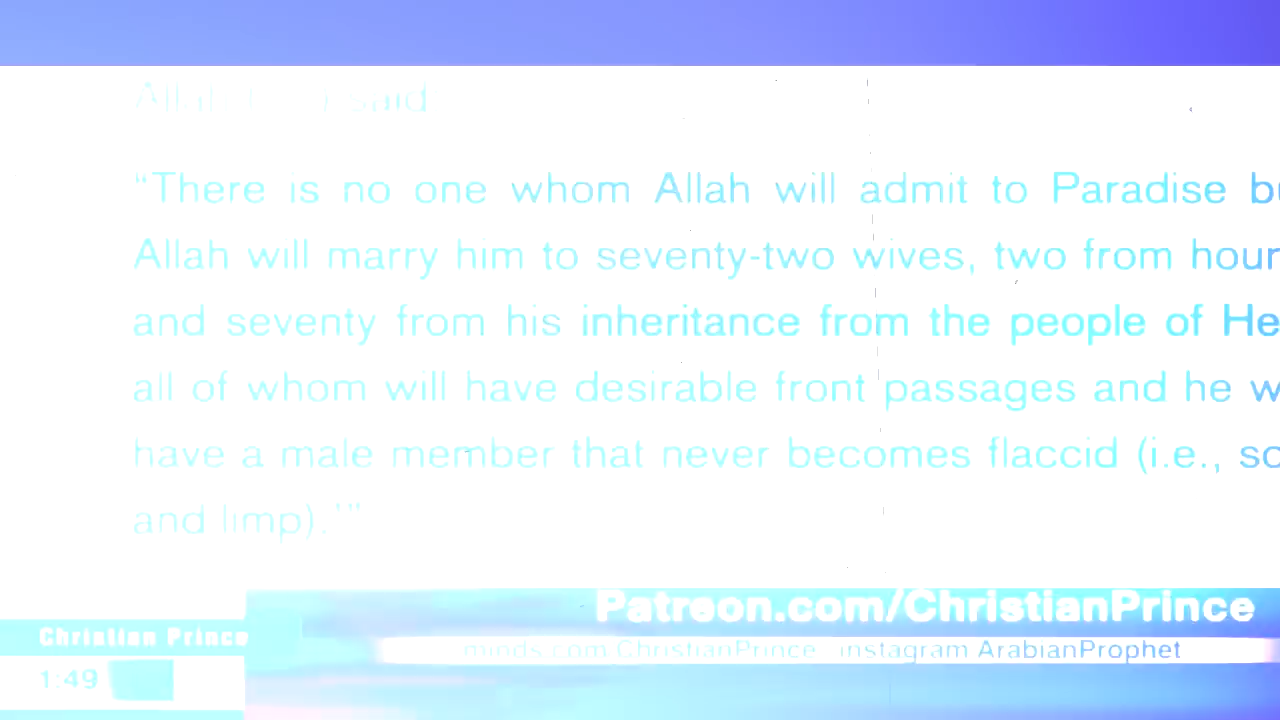 Allah said
“There is no one whom Allah will admit to Paradise
Allah will marry him to seventy-two wives, two from
and seventy from his inheritance from the people of
all of whom will have desirable front passages and he
have a male member that never becomes flaccid (i.e.,
and limp).’”
Patreon.com/ChristianPrince
Christian Prince
minds.com ChristianPrince instagram ArabianProphet
1:49